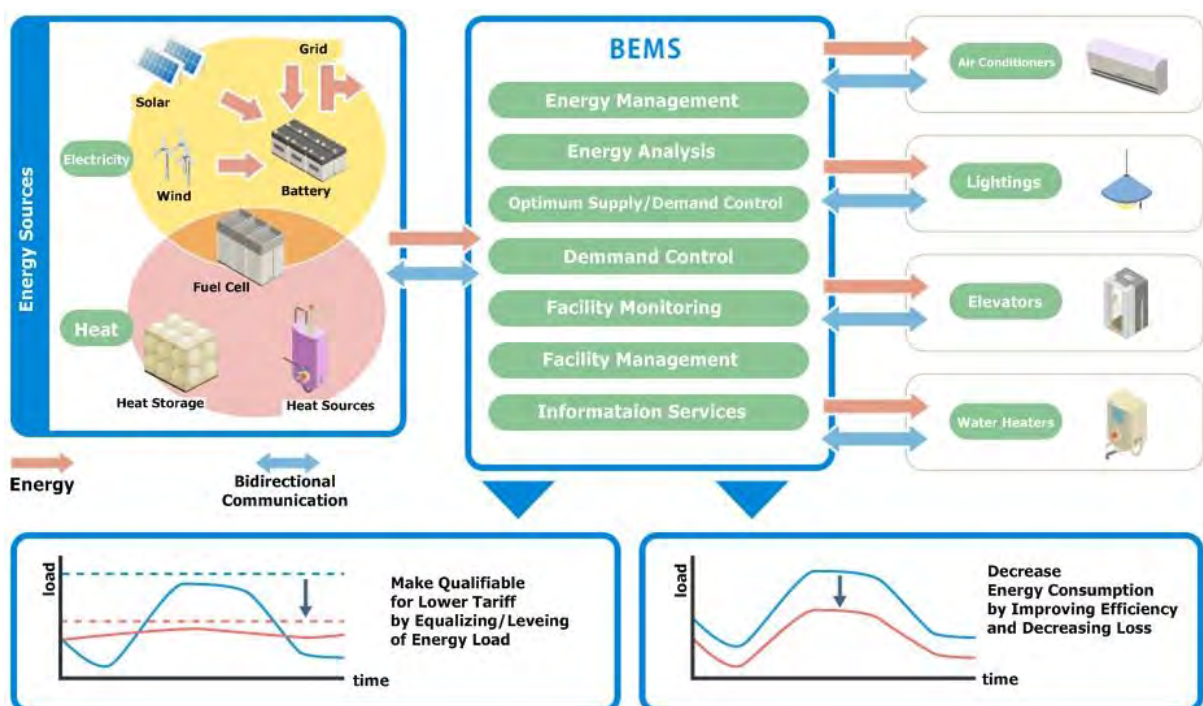 Energy Sources
Grid
Solar
Electricity
Wind
Battery
Fuel Cell
Heat
Heat Storage
Heat Sources
Energy
Bidirectional
Communication
BEMS
Energy Management
Energy Analysis
Optimum Supply/Demand Control
Demmand Control
Facility Monitoring
Facility Management
Informataion Services
Air Conditioners
Lightings
Elevators
Water Heaters
load
time
Make Qualifiable
for Lower Tariff
by Equalizing/Leveing
of Energy Load
load
time
Decrease
Energy Consumption
by Improving Efficiency
and Decreasing Loss